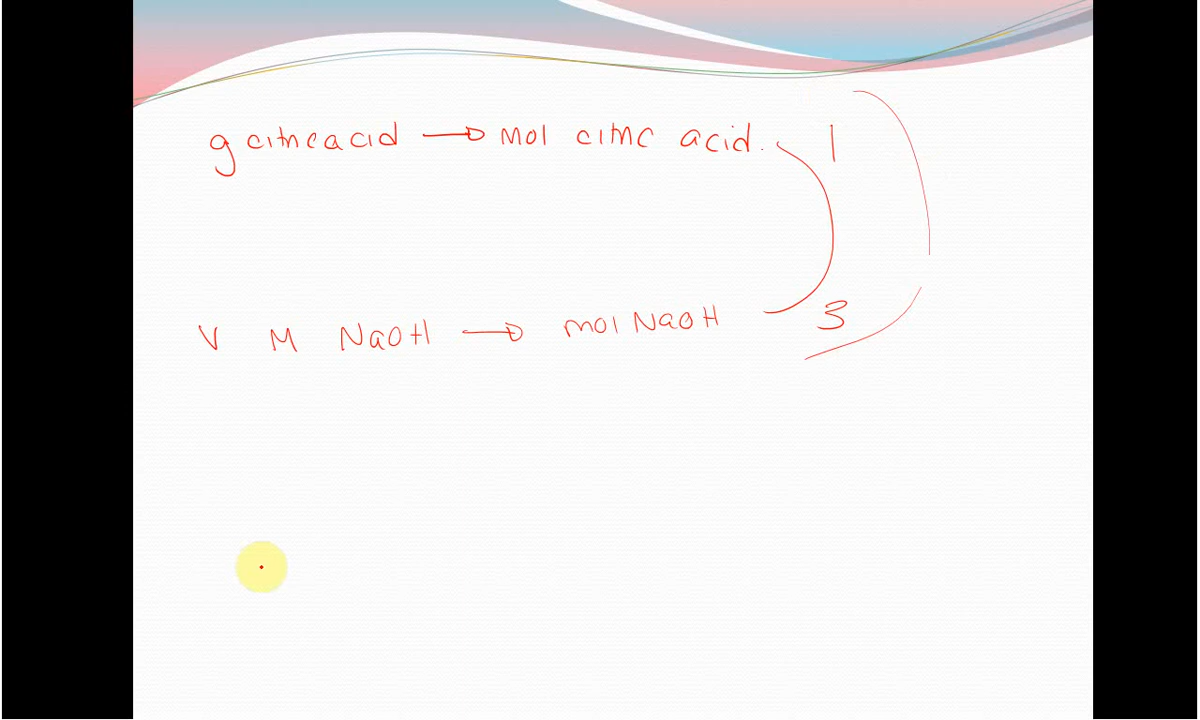 g citric acid → mol citric acid. 1
V M NaOH → mol NaOH 3